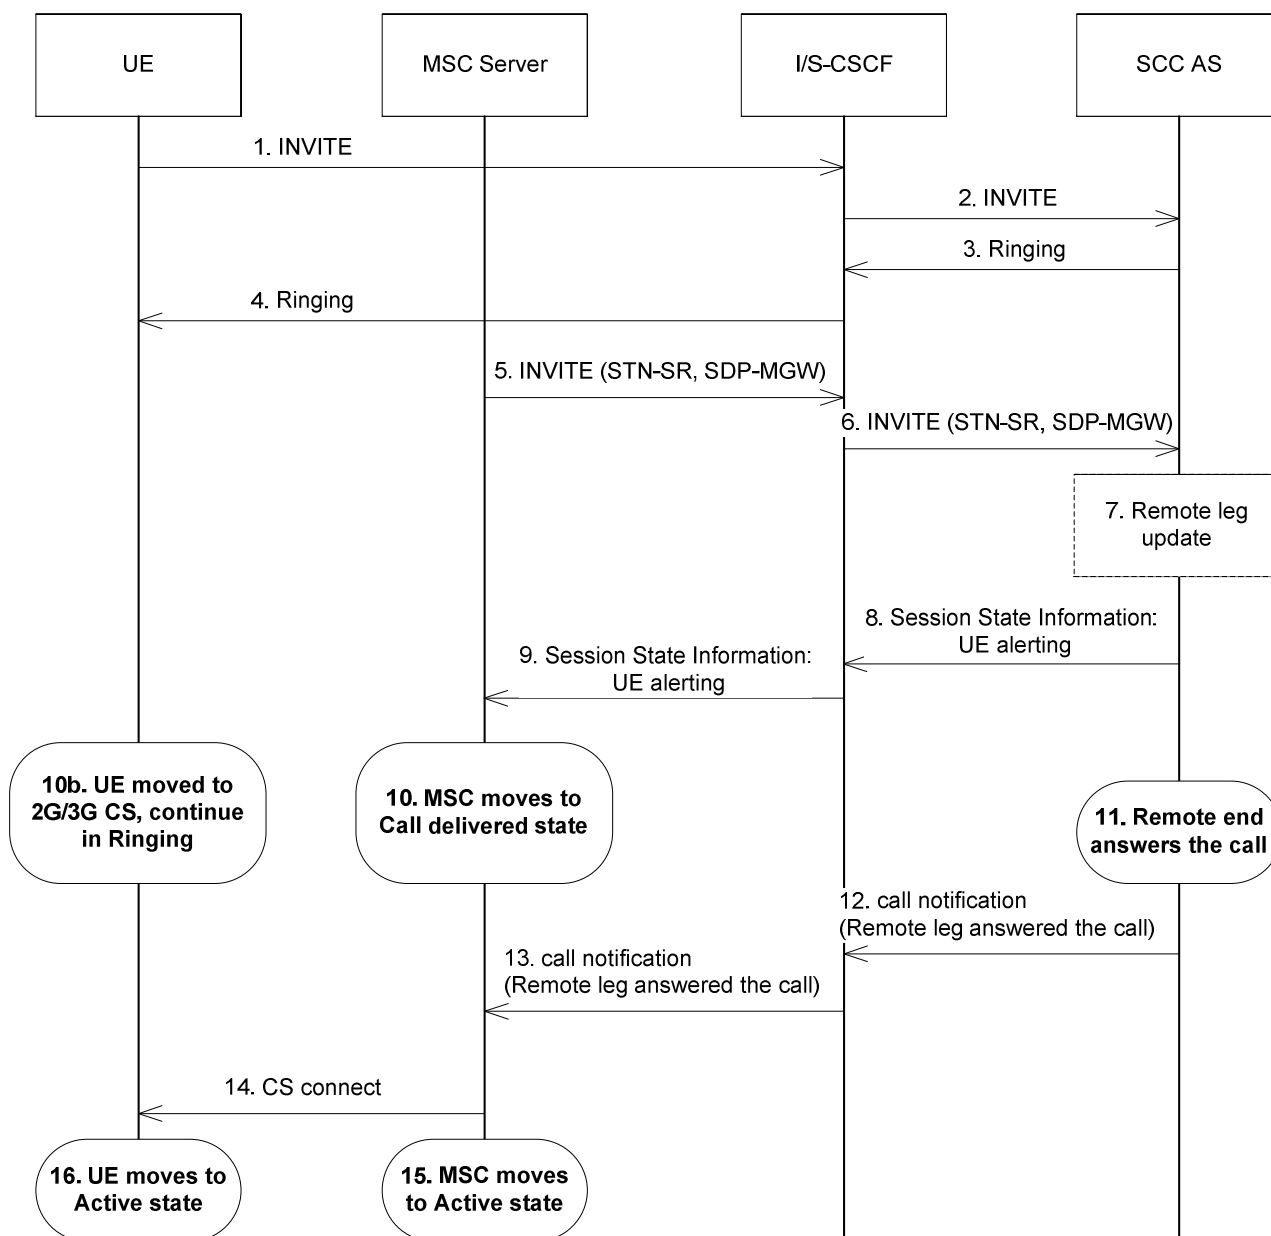 UE
MSC Server
I/S-CSCF
SCC AS
1. INVITE
2. INVITE
3. Ringing
4. Ringing
5. INVITE (STN-SR, SDP-MGW)
6. INVITE (STN-SR, SDP-MGW)
7. Remote leg
update
8. Session State Information:
UE alerting
9. Session State Information:
UE alerting
10b. UE moved to
2G/3G CS, continue
in Ringing
10. MSC moves to
Call delivered state
11. Remote end
answers the call
12. call notification
(Remote leg answered the call)
13. call notification
(Remote leg answered the call)
14. CS connect
16. UE moves to
Active state
15. MSC moves
to Active state